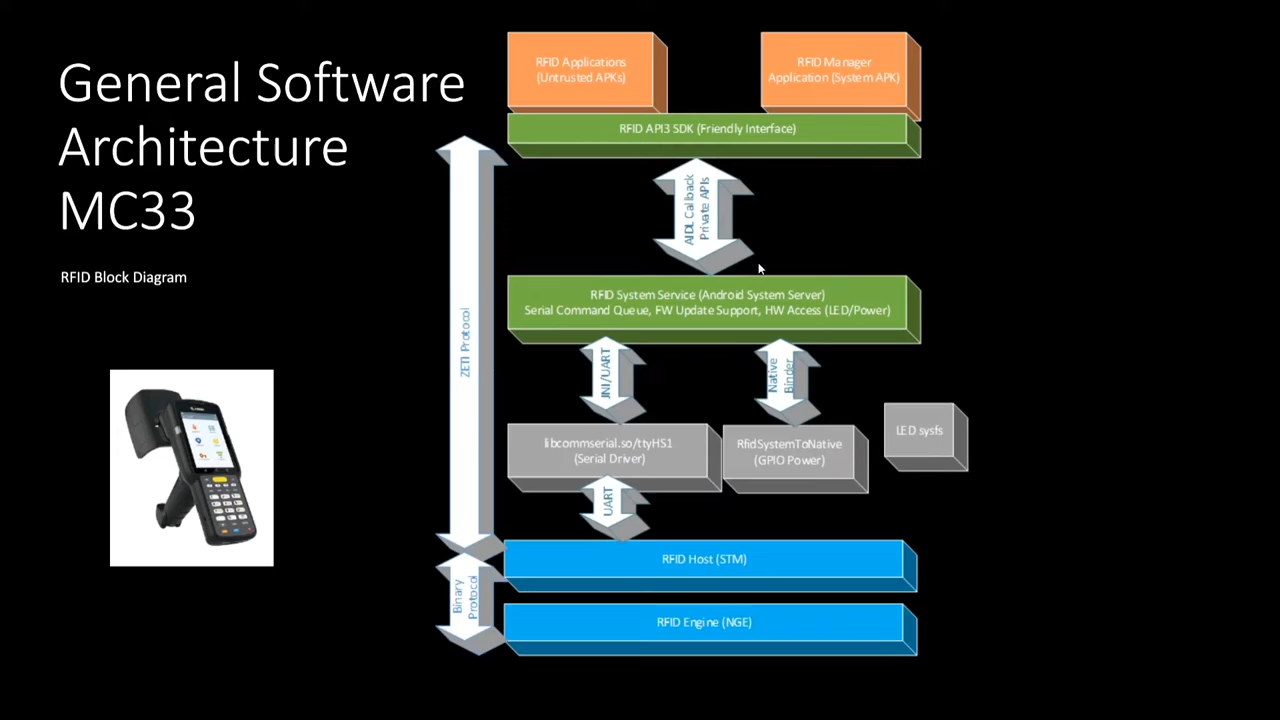 General Software
Architecture
MC33
RFID Block Diagram
RFID Applications
(Untrusted APKs)
RFID Manager
Application (System APK)
RFID API3 SDK (Friendly Interface)
AIDL Callback
Private APIs
RFID System Service (Android System Server)
Serial Command Queue, FW Update Support, HW Access (LED/Power)
ZETI Protocol
JNI/UART
Native
Binder
libcommserial.so/ttyHS1
(Serial Driver)
RfidSystemToNative
(GPIO Power)
LED sysfs
UART
RFID Host (STM)
Binary
Protocol
RFID Engine (NGE)